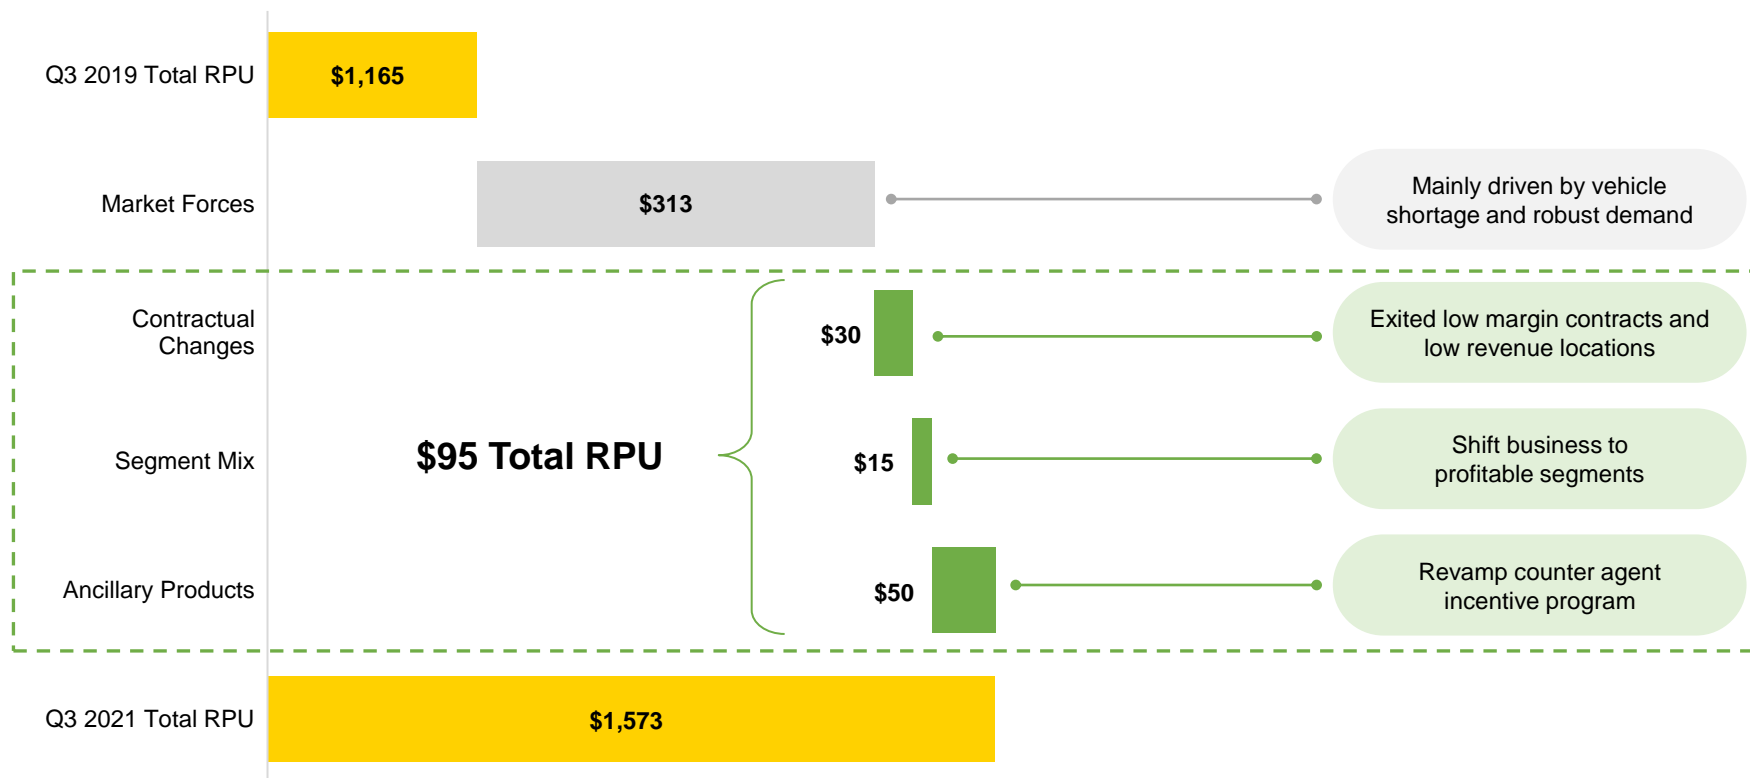 Q3 2019 Total RPU
$1,165
Market Forces
$313
Mainly driven by vehicle
shortage and robust demand
Contractual
Changes
$30
Exited low margin contracts and
low revenue locations
$95 Total RPU
Segment Mix
$15
Shift business to
profitable segments
Ancillary Products
$50
Revamp counter agent
incentive program
Q3 2021 Total RPU
$1,573